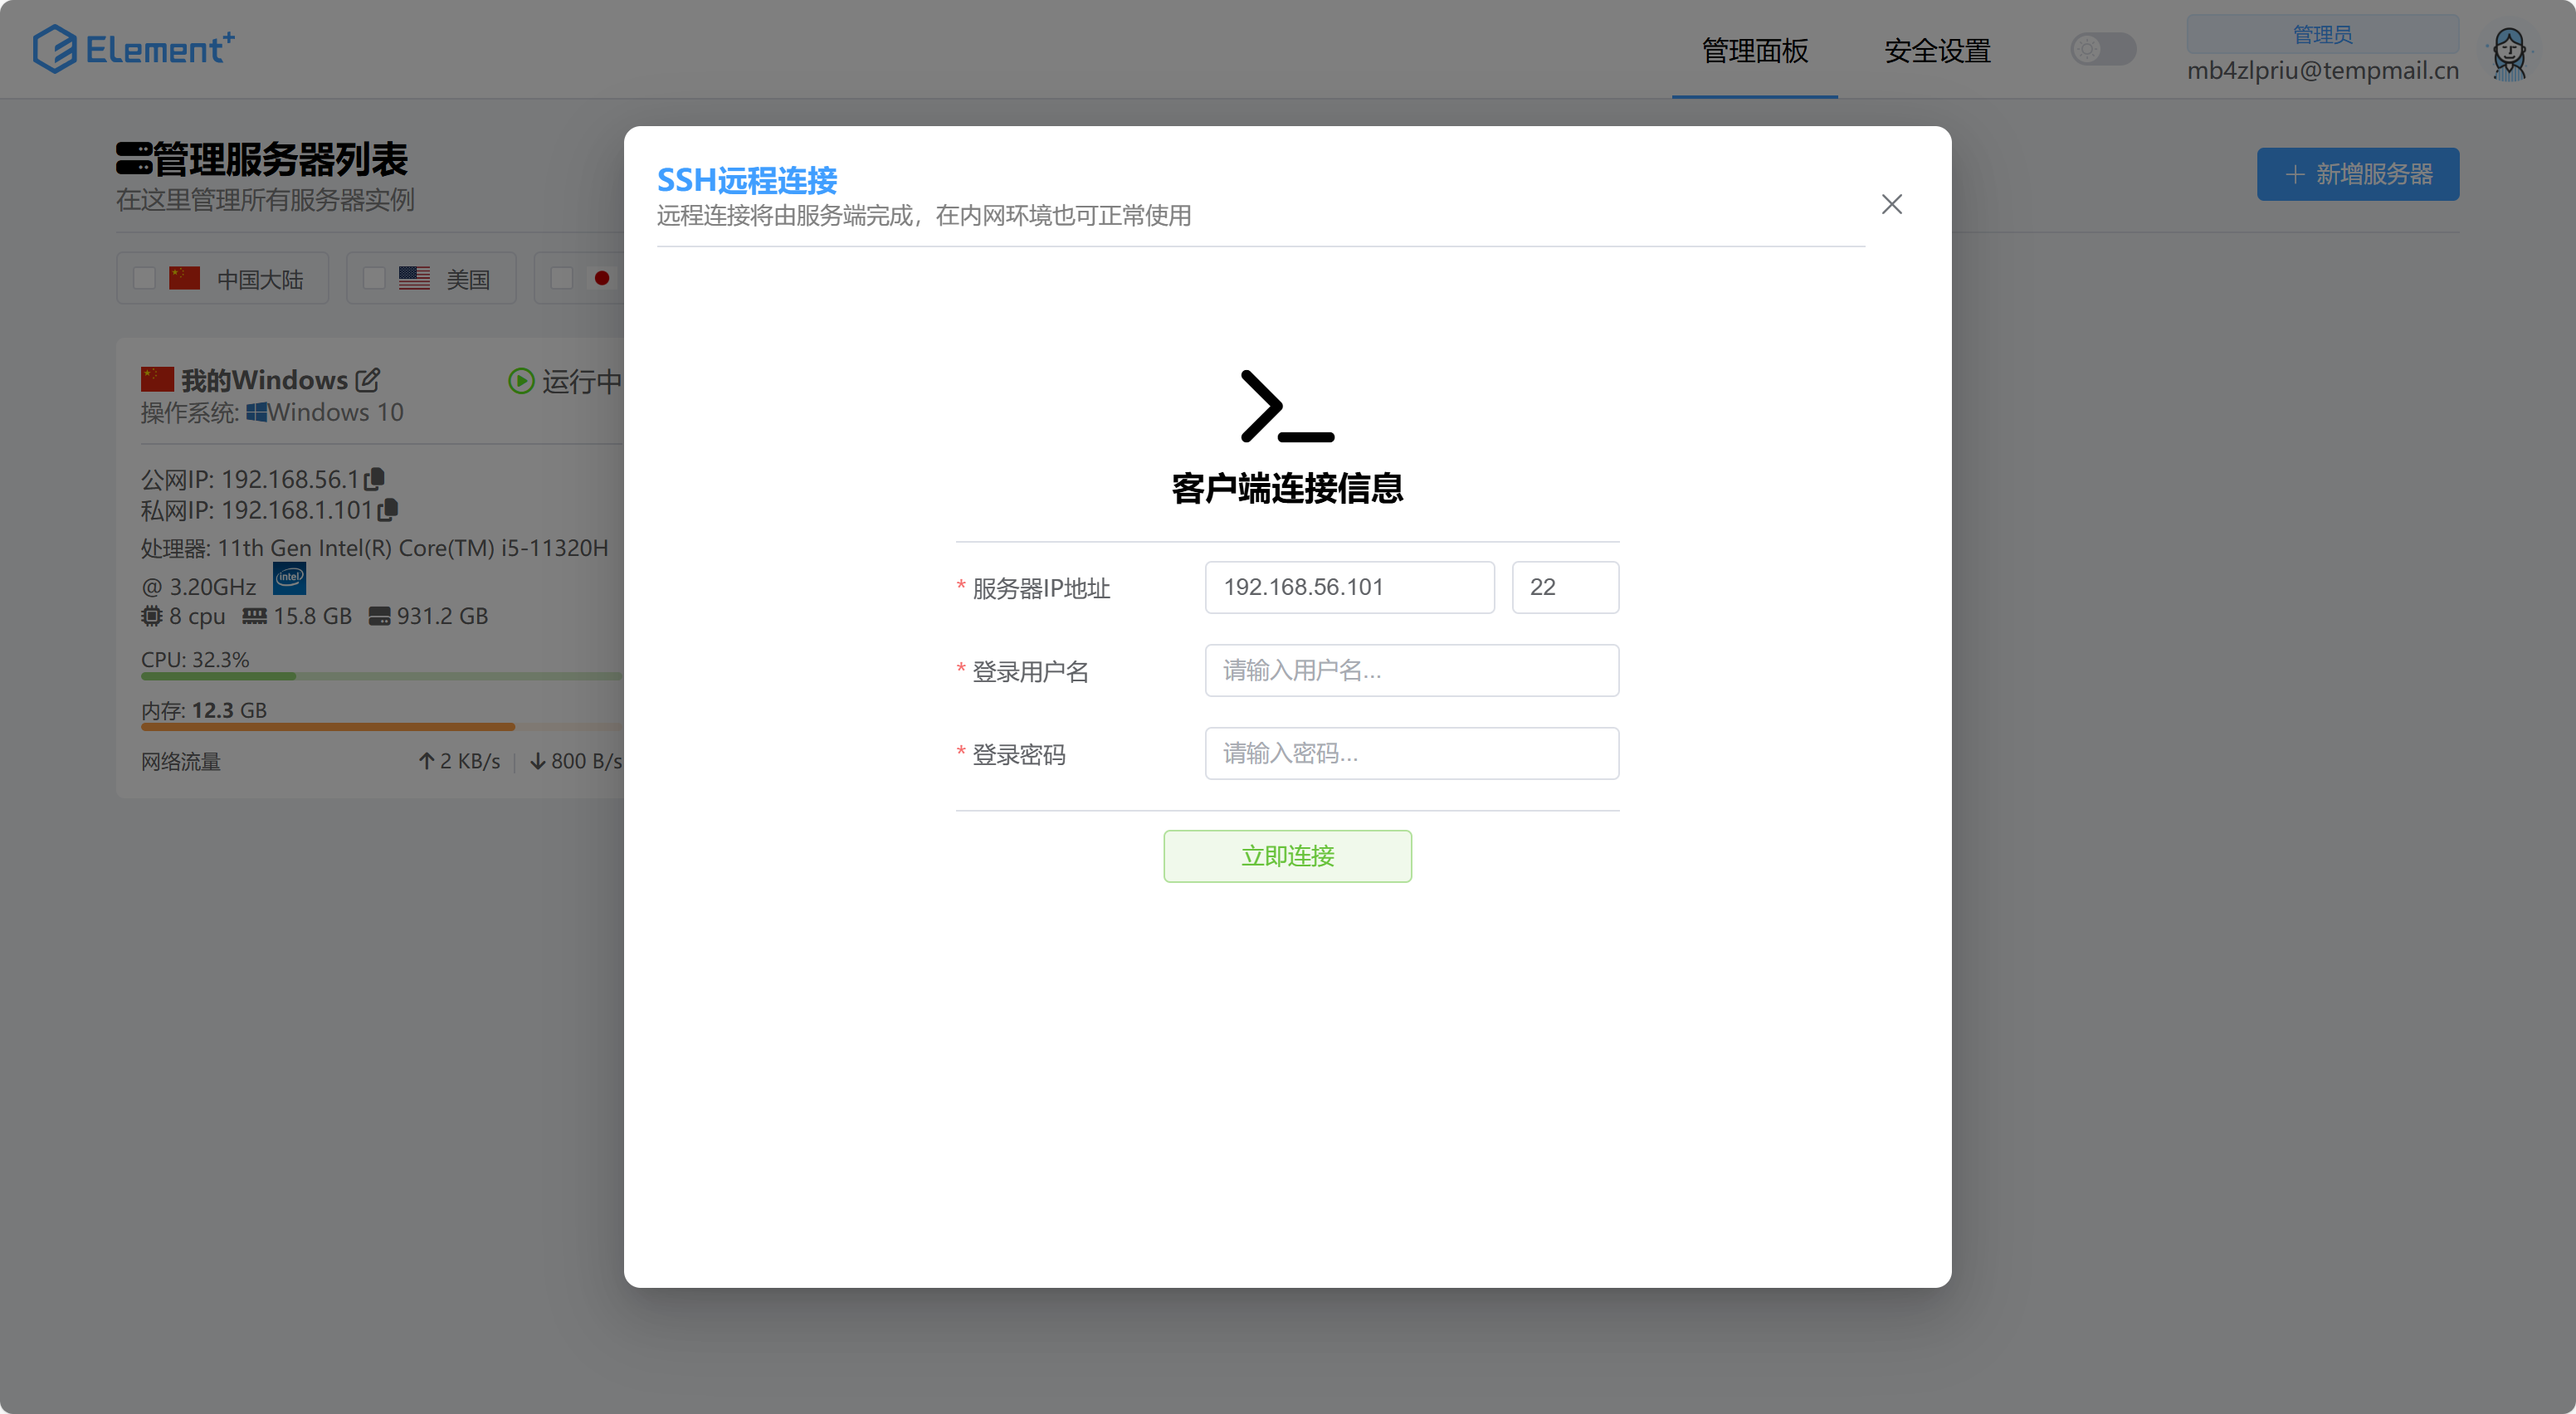 Element+
管理面板
安全设置
管理员
mb4zlpriu@tempmail.cn
管理服务器列表
在这里管理所有服务器实例
新增服务器
中国大陆
美国
我的Windows
运行中
操作系统: Windows 10
公网IP: 192.168.56.1
私网IP: 192.168.1.101
处理器: 11th Gen Intel(R) Core(TM) i5-11320H
@ 3.20GHz
intel
8 cpu 15.8 GB 931.2 GB
CPU: 32.3%
内存: 12.3 GB
网络流量
2 KB/s
800 B/s
SSH远程连接
远程连接将由服务端完成，在内网环境也可正常使用
客户端连接信息
* 服务器IP地址
192.168.56.101
22
* 登录用户名
请输入用户名...
* 登录密码
请输入密码...
立即连接